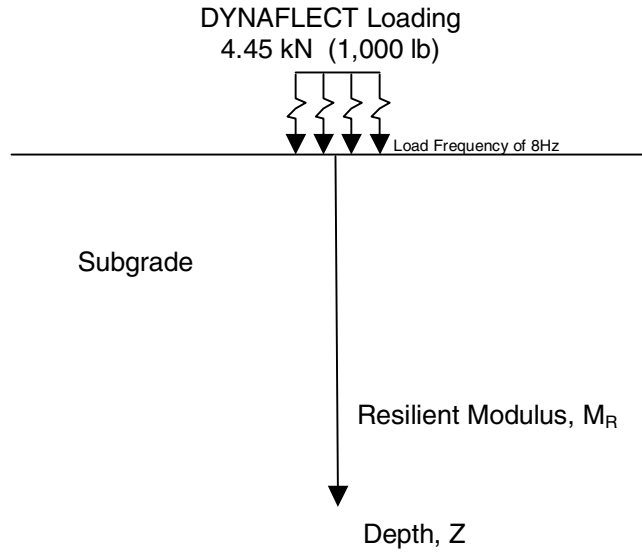 DYNAFLECT Loading
4.45 kN (1,000 lb)
Load Frequency of 8Hz
Subgrade
Resilient Modulus, MR
Depth, Z